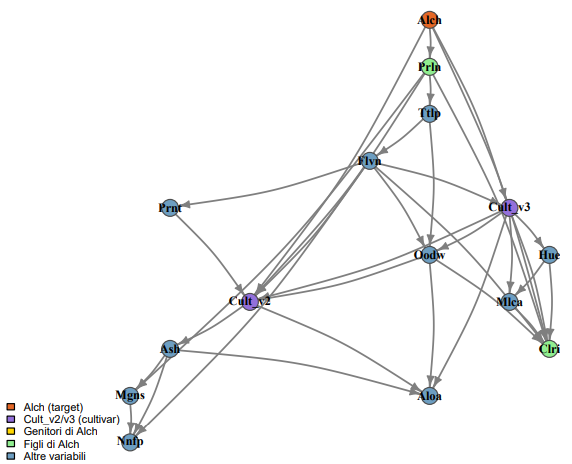 Alch
Prln
Ttlp
Flvn
Prnt
Cult_v3
Oodw
Hue
Cult_v2
Mlca
Ash
Clri
Mgns
Aloa
Nnfp
Alch (target)
Cult_v2/v3 (cultivar)
Genitori di Alch
Figli di Alch
Altre variabili